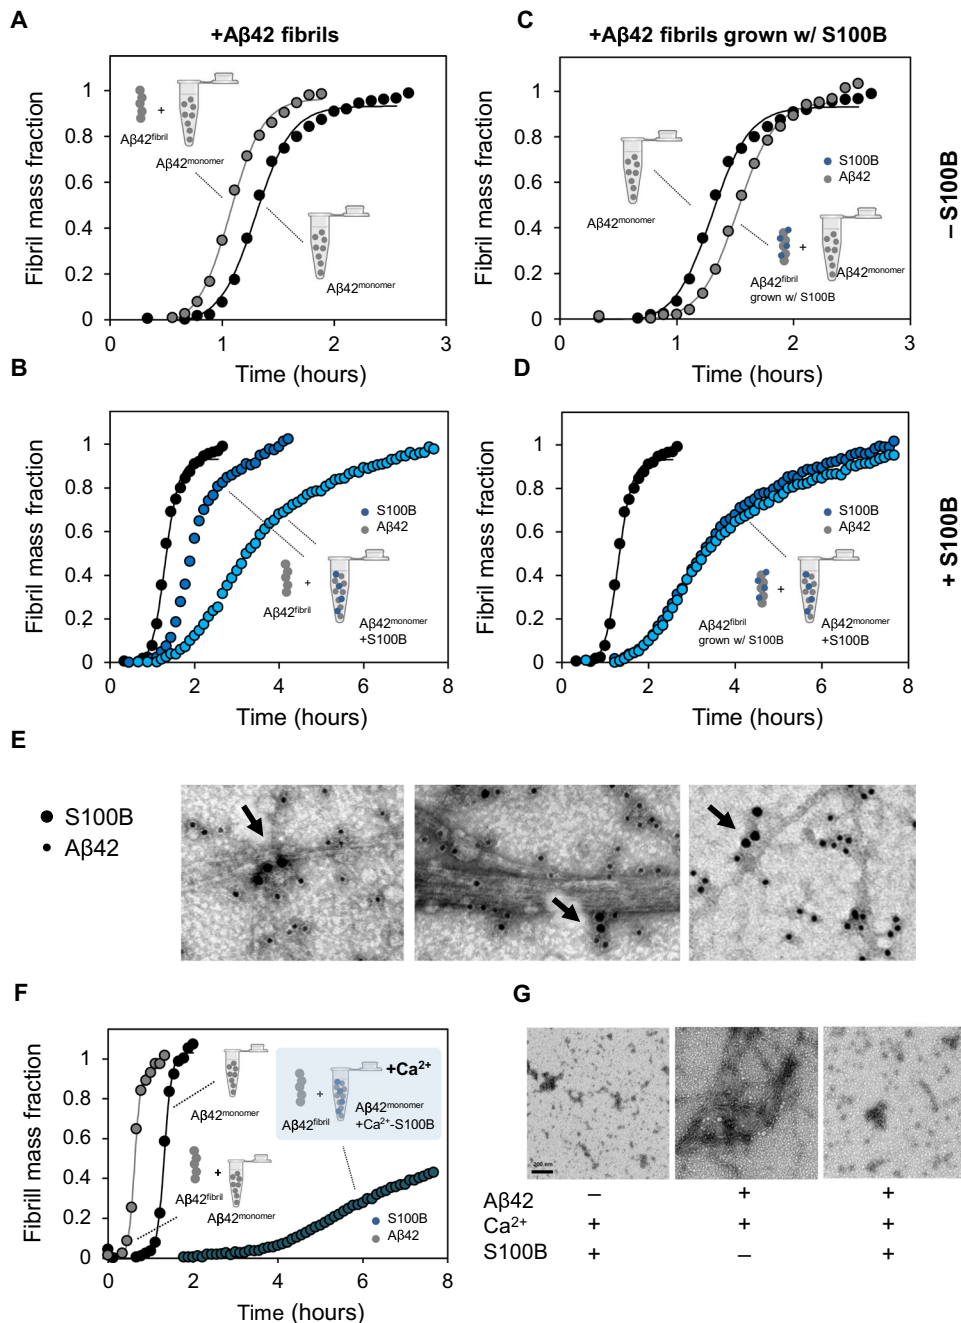 A
+Aβ42 fibrils
Fibril mass fraction
1
0.8
0.6
0.4
0.2
0
0
1
2
3
Time (hours)
+
Aβ42fibril
Aβ42monomer
Aβ42monomer
C
+Aβ42 fibrils grown w/ S100B
Fibril mass fraction
1
0.8
0.6
0.4
0.2
0
0
1
2
3
Time (hours)
Aβ42monomer
S100B
Aβ42
+
Aβ42fibril
grown w/ S100B
Aβ42monomer
– S100B
B
Fibril mass fraction
1
0.8
0.6
0.4
0.2
0
0
2
4
6
8
Time (hours)
S100B
Aβ42
+
Aβ42fibril
Aβ42monomer
+S100B
D
Fibril mass fraction
1
0.8
0.6
0.4
0.2
0
0
2
4
6
8
Time (hours)
S100B
Aβ42
+
Aβ42fibril
grown w/ S100B
Aβ42monomer
+S100B
+ S100B
E
S100B
Aβ42
F
Fibrill mass fraction
1
0.8
0.6
0.4
0.2
0
0
2
4
6
8
Time (hours)
Aβ42monomer
+
Aβ42fibril
Aβ42monomer
+Ca2+
+
Aβ42fibril
Aβ42monomer
+Ca2+-S100B
S100B
Aβ42
G
200 nm
Aβ42 – + +
Ca2+ + + +
S100B + – +